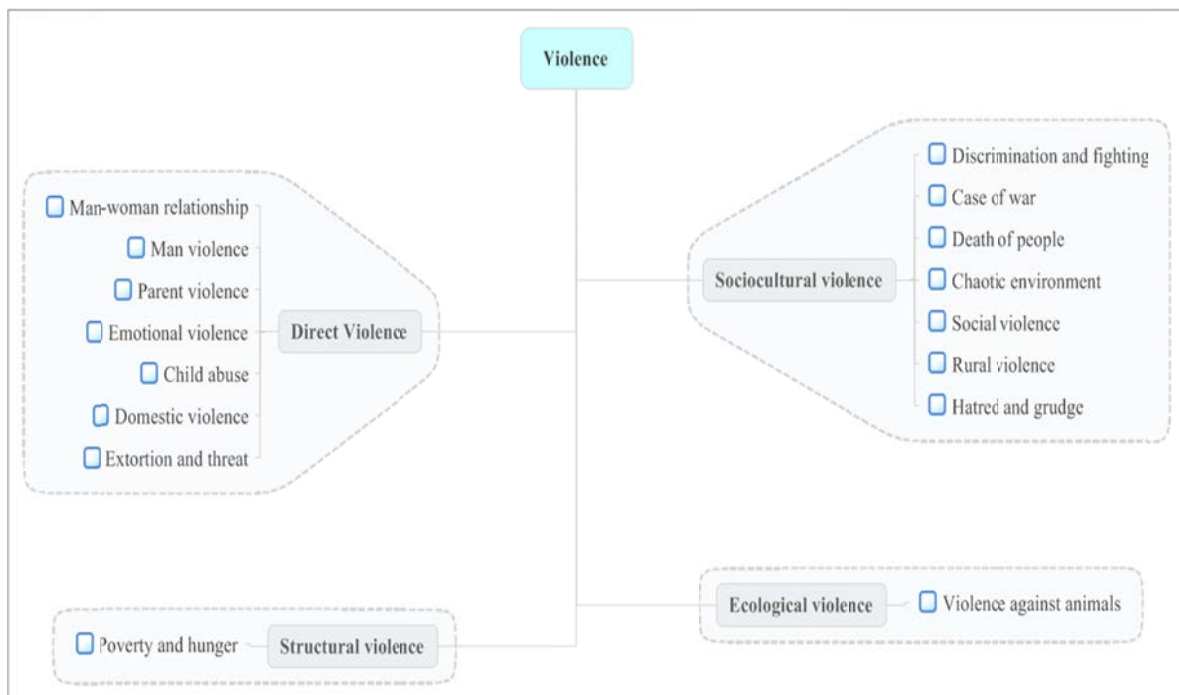 Violence
Man-woman relationship
Man violence
Parent violence
Emotional violence
Child abuse
Domestic violence
Extortion and threat
Direct Violence
Sociocultural violence
Discrimination and fighting
Case of war
Death of people
Chaotic environment
Social violence
Rural violence
Hatred and grudge
Poverty and hunger
Structural violence
Ecological violence
Violence against animals